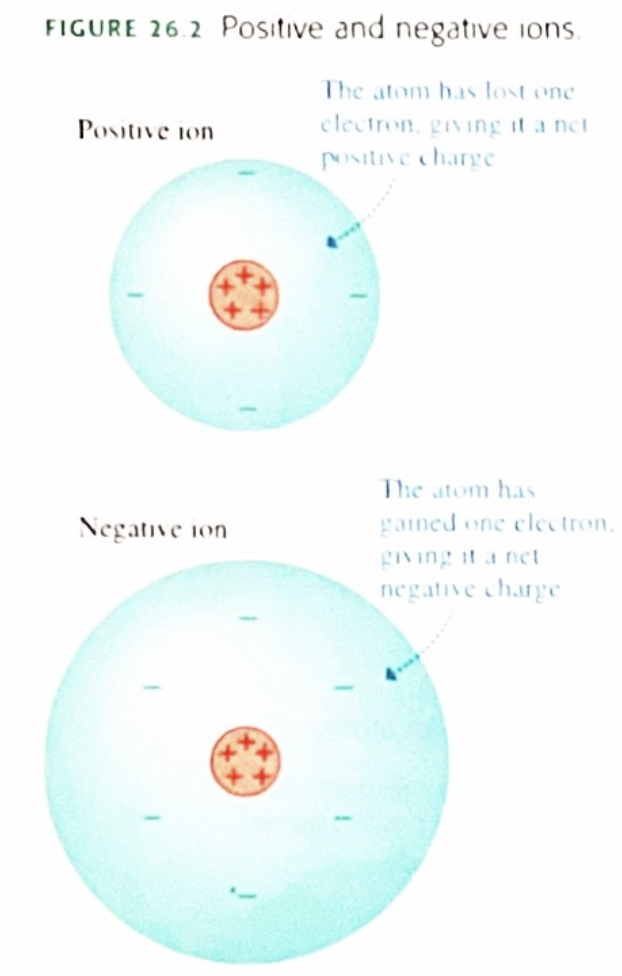 FIGURE 26.2 Positive and negative ions.
The atom has lost one
electron, giving it a net
positive charge.
Positive ion
−
+
+ +
− −
+ +
−
The atom has
gained one electron,
giving it a net
negative charge.
Negative ion
−
− −
+
+ +
+ +
− −
−